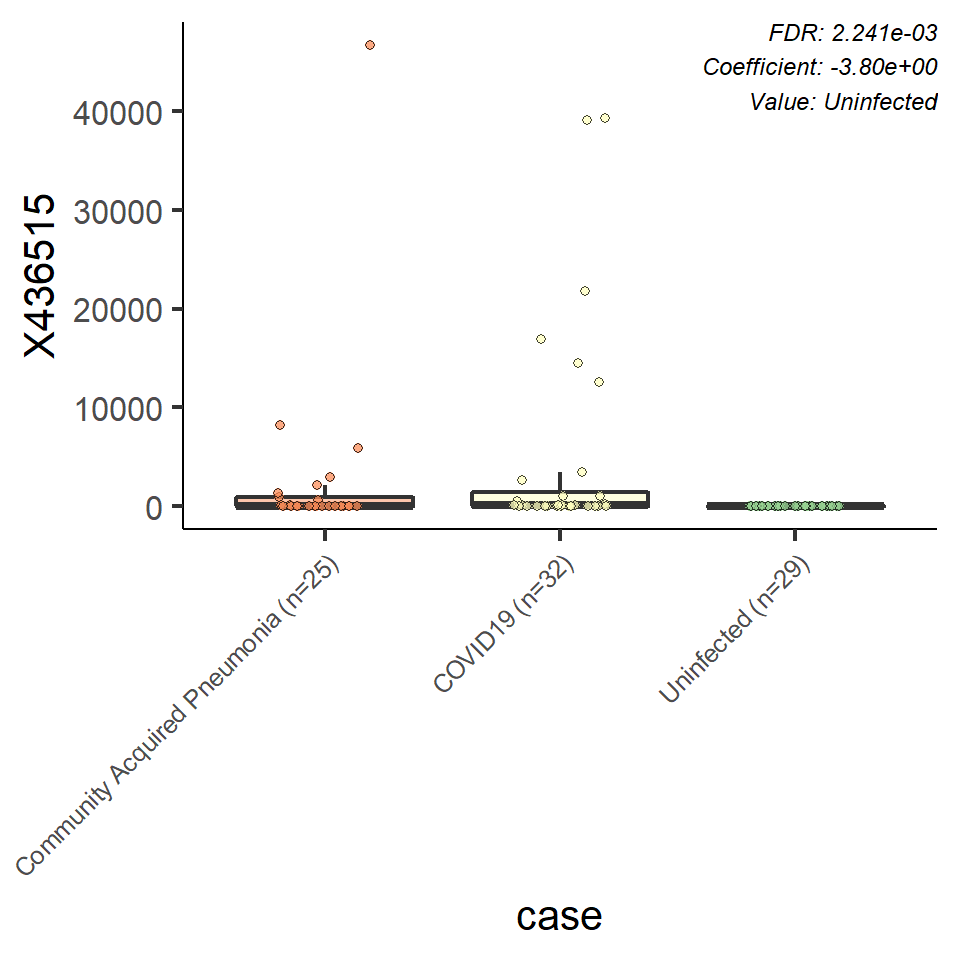 FDR: 2.241e-03
Coefficient: -3.80e+00
Value: Uninfected
X436515
40000
30000
20000
10000
0
Community Acquired Pneumonia (n=25)
COVID19 (n=32)
Uninfected (n=29)
case